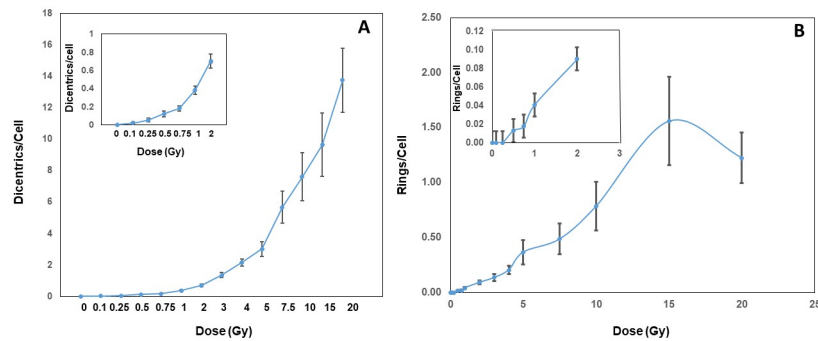 A
18
16
14
12
10
8
6
4
2
0
Dicentrics/Cell
0 0.1 0.25 0.5 0.75 1 2 3 4 5 7.5 10 15 20
Dose (Gy)
1
0.8
0.6
0.4
0.2
0
Dicentrics/cell
0 0.1 0.25 0.5 0.75 1 2
Dose (Gy)
B
2.50
2.00
1.50
1.00
0.50
0.00
Rings/Cell
0 5 10 15 20 25
Dose (Gy)
0.12
0.10
0.08
0.06
0.04
0.02
0.00
Rings/Cell
0 1 2 3